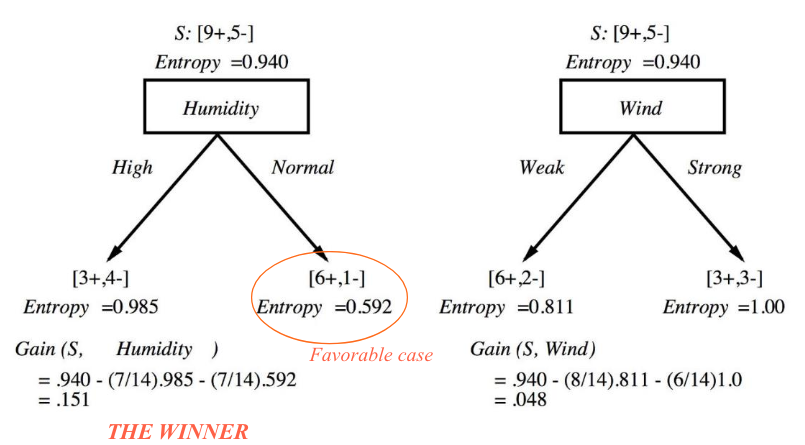 S: [9+,5-]
Entropy =0.940
Humidity
High Normal
[3+,4-] [6+,1-]
Entropy =0.985 Entropy =0.592
Favorable case
Gain (S, Humidity )
= .940 - (7/14).985 - (7/14).592
= .151
THE WINNER
S: [9+,5-]
Entropy =0.940
Wind
Weak Strong
[6+,2-] [3+,3-]
Entropy =0.811 Entropy =1.00
Gain (S, Wind)
= .940 - (8/14).811 - (6/14)1.0
= .048